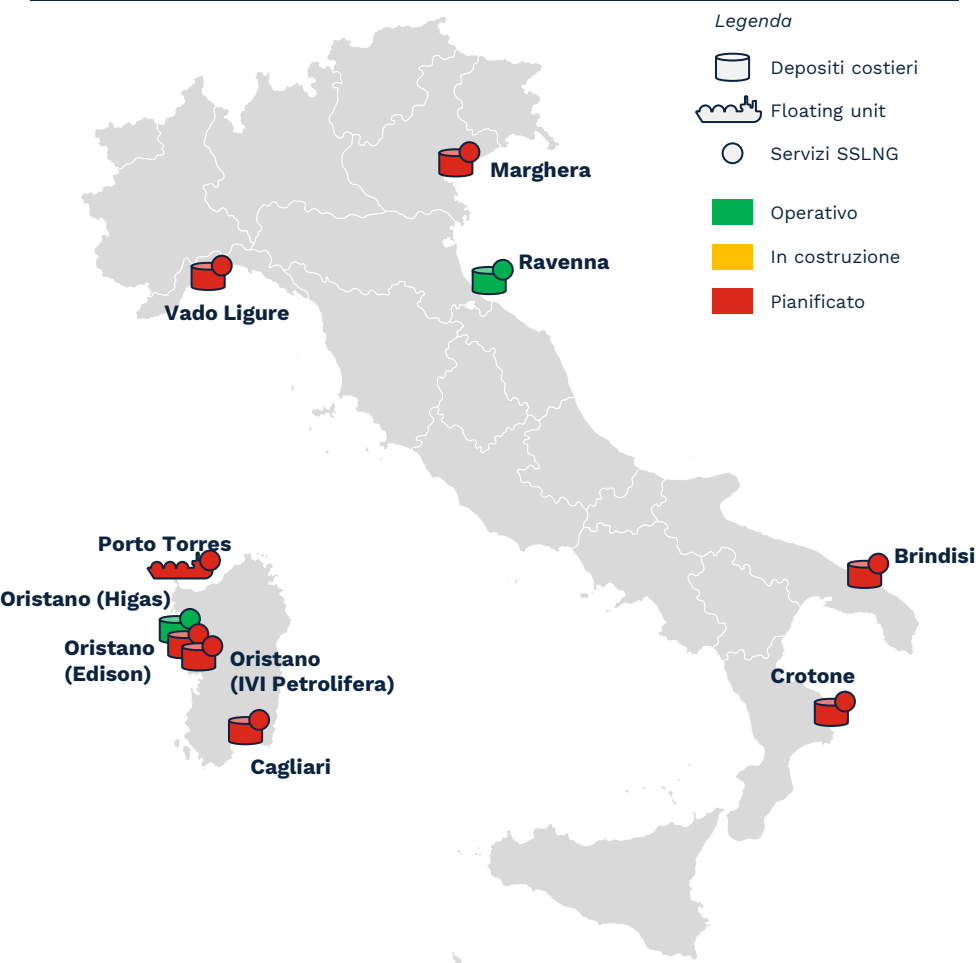 Legenda
Depositi costieri
Floating unit
Servizi SSLNG
Operativo
In costruzione
Pianificato
Marghera
Ravenna
Vado Ligure
Porto Torres
Brindisi
Oristano (Higas)
Oristano
(Edison)
Oristano
(IVI Petrolifera)
Crotone
Cagliari